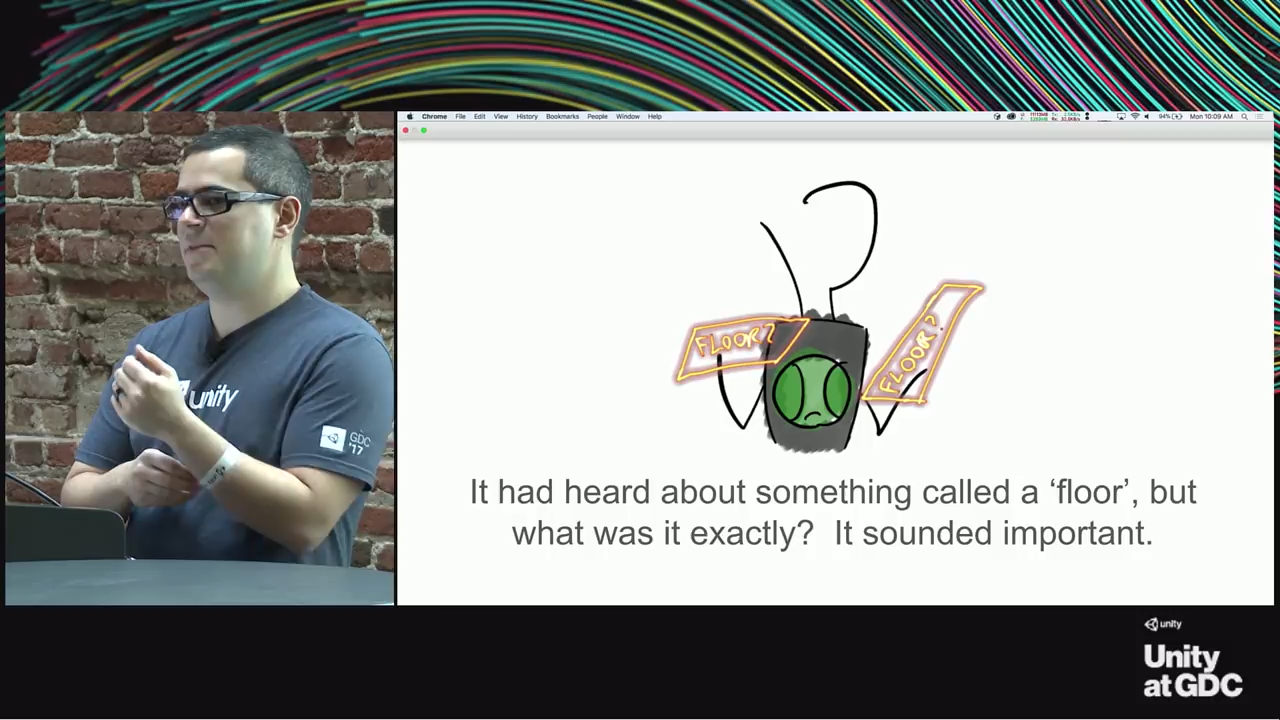 Chrome File Edit View History Bookmarks People Window Help
94% Mon 10:09 AM
FLOOR?
FLOOR?
It had heard about something called a ‘floor’, but
what was it exactly?  It sounded important.
unity
GDC
'17
unity
Unity
at GDC